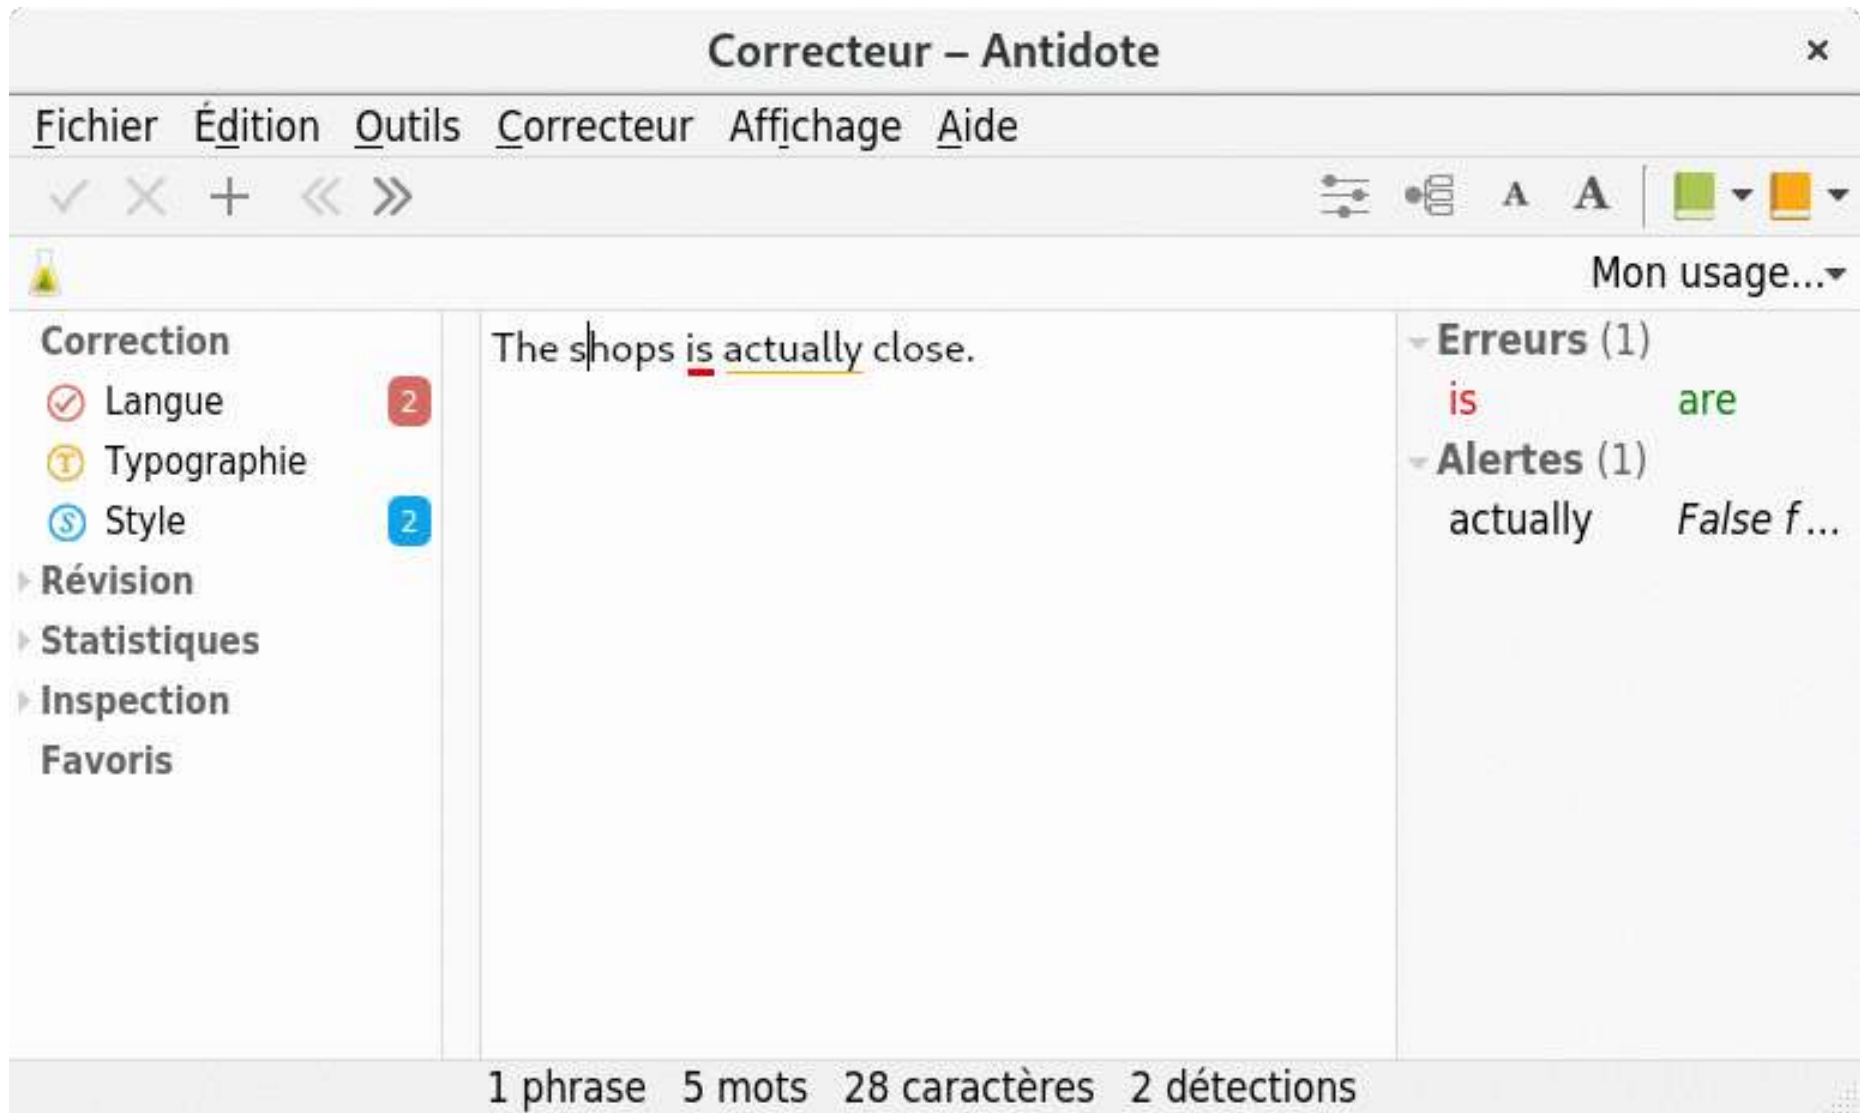 Correcteur – Antidote
Fichier Édition Outils Correcteur Affichage Aide
A A
Mon usage...
Correction
Langue 2
Typographie
Style 2
Révision
Statistiques
Inspection
Favoris
The shops is actually close.
Erreurs (1)
is are
Alertes (1)
actually False f ...
1 phrase 5 mots 28 caractères 2 détections